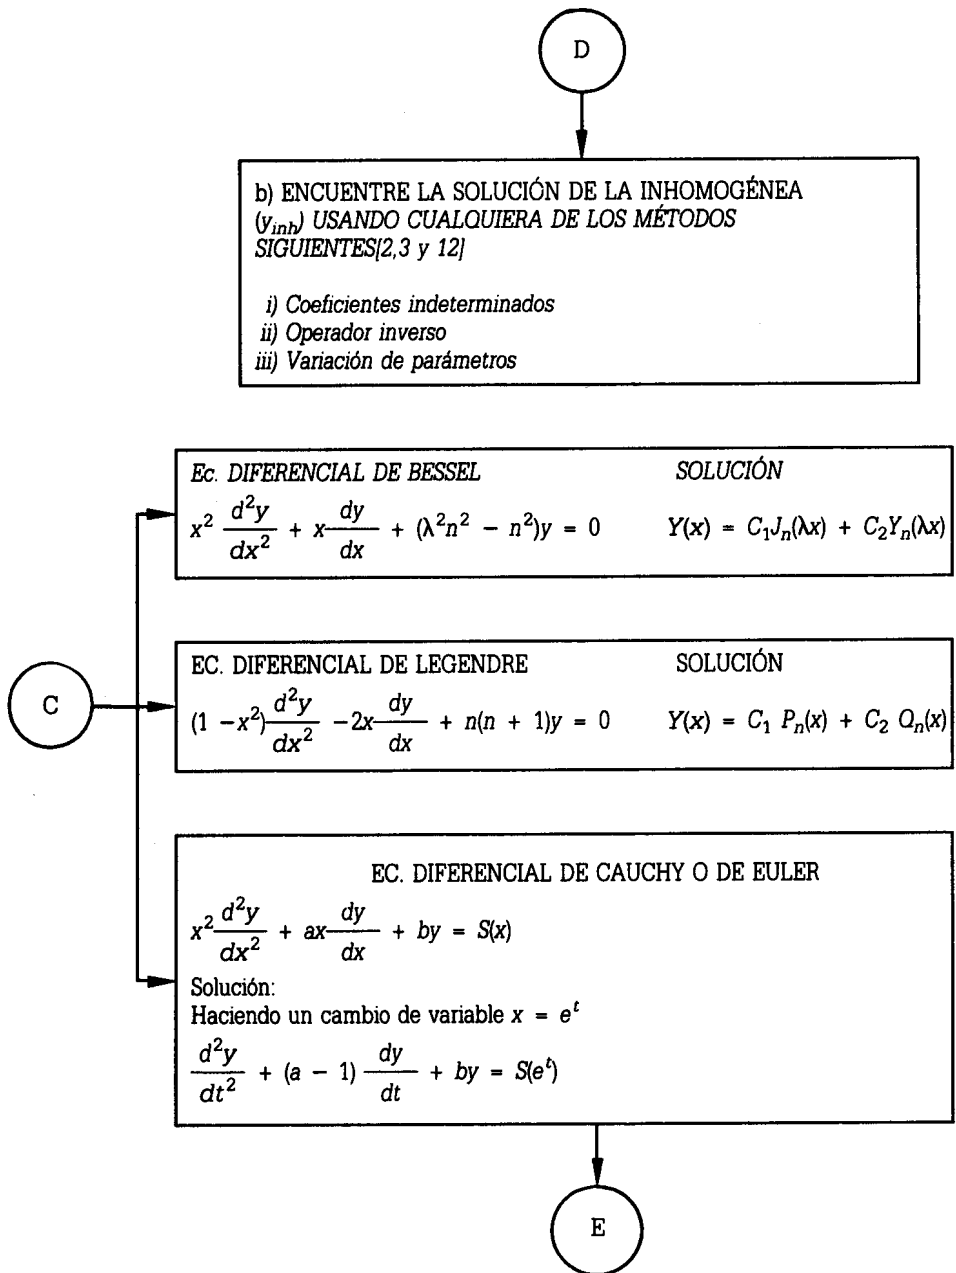 D
b) ENCUENTRE LA SOLUCIÓN DE LA INHOMOGÉNEA
(y_inh) USANDO CUALQUIERA DE LOS MÉTODOS
SIGUIENTES[2,3 y 12]
i) Coeficientes indeterminados
ii) Operador inverso
iii) Variación de parámetros
Ec. DIFERENCIAL DE BESSEL SOLUCIÓN
x² d²y/dx² + x dy/dx + (λ²n² − n²)y = 0 Y(x) = C₁Jₙ(λx) + C₂Yₙ(λx)
C
EC. DIFERENCIAL DE LEGENDRE SOLUCIÓN
(1 −x²) d²y/dx² −2x dy/dx + n(n + 1)y = 0 Y(x) = C₁ Pₙ(x) + C₂ Qₙ(x)
EC. DIFERENCIAL DE CAUCHY O DE EULER
x² d²y/dx² + ax dy/dx + by = S(x)
Solución:
Haciendo un cambio de variable x = eᵗ
d²y/dt² + (a − 1) dy/dt + by = S(eᵗ)
E